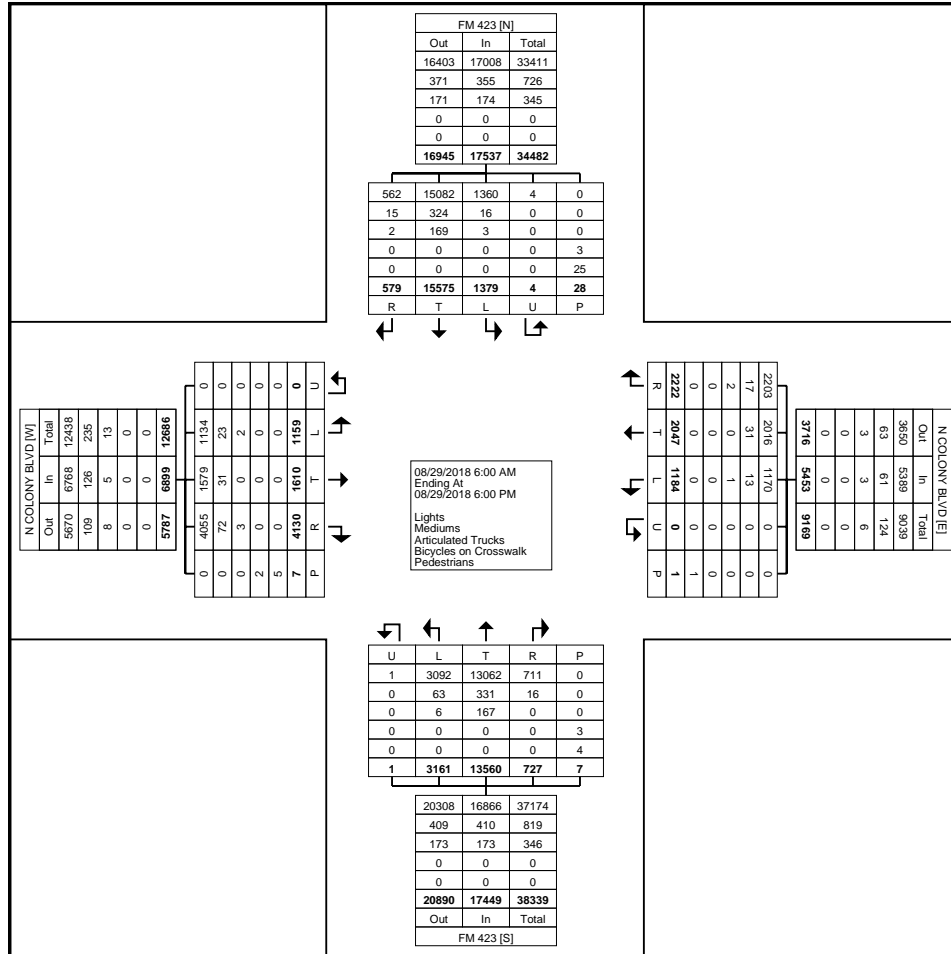 FM 423 [N]
Out In Total
16403 17008 33411
371 355 726
171 174 345
0 0 0
0 0 0
16945 17537 34482
562 15082 1360 4 0
15 324 16 0 0
2 169 3 0 0
0 0 0 0 3
0 0 0 0 25
579 15575 1379 4 28
R T L U P
N COLONY BLVD [W]
Total In Out
12438 6768 5670
235 126 109
13 5 8
0 0 0
0 0 0
12686 6899 5787
0 1134 1579 4055 0
0 23 31 72 0
0 2 0 3 0
0 0 0 0 2
0 0 0 0 5
0 1159 1610 4130 7
U L T R P
08/29/2018 6:00 AM
Ending At
08/29/2018 6:00 PM
Lights
Mediums
Articulated Trucks
Bicycles on Crosswalk
Pedestrians
N COLONY BLVD [E]
Out In Total
3650 5389 9039
63 61 124
3 3 6
0 0 0
0 0 0
3716 5453 9169
2203 2016 1170 0 0
17 31 13 0 0
2 0 1 0 0
0 0 0 0 0
0 0 0 0 1
2222 2047 1184 0 1
R T L U P
U L T R P
1 3092 13062 711 0
0 63 331 16 0
0 6 167 0 0
0 0 0 0 3
0 0 0 0 4
1 3161 13560 727 7
20308 16866 37174
409 410 819
173 173 346
0 0 0
0 0 0
20890 17449 38339
Out In Total
FM 423 [S]